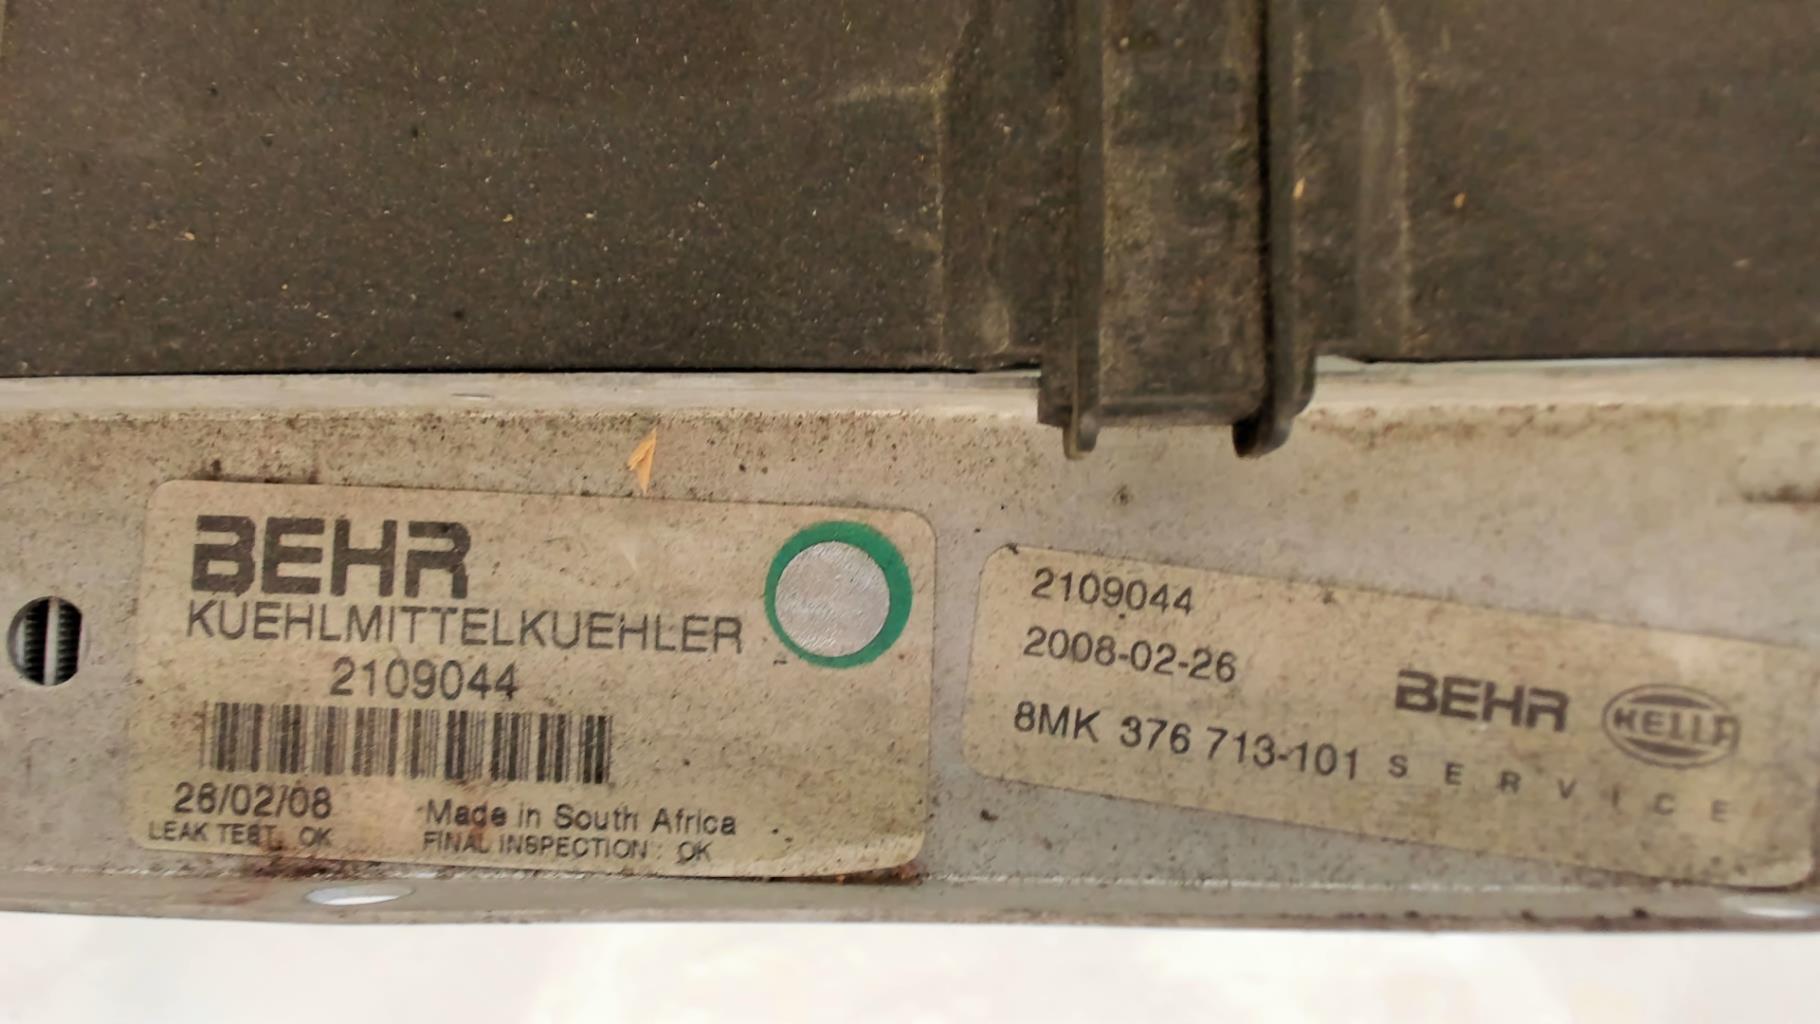 BEHR
KUEHLMITTELKUEHLER
2109044
26/02/08 Made in South Africa
LEAK TEST: OK FINAL INSPECTION : OK
2109044
2008-02-26
8MK 376 713-101
BEHR HELLA
SERVICE